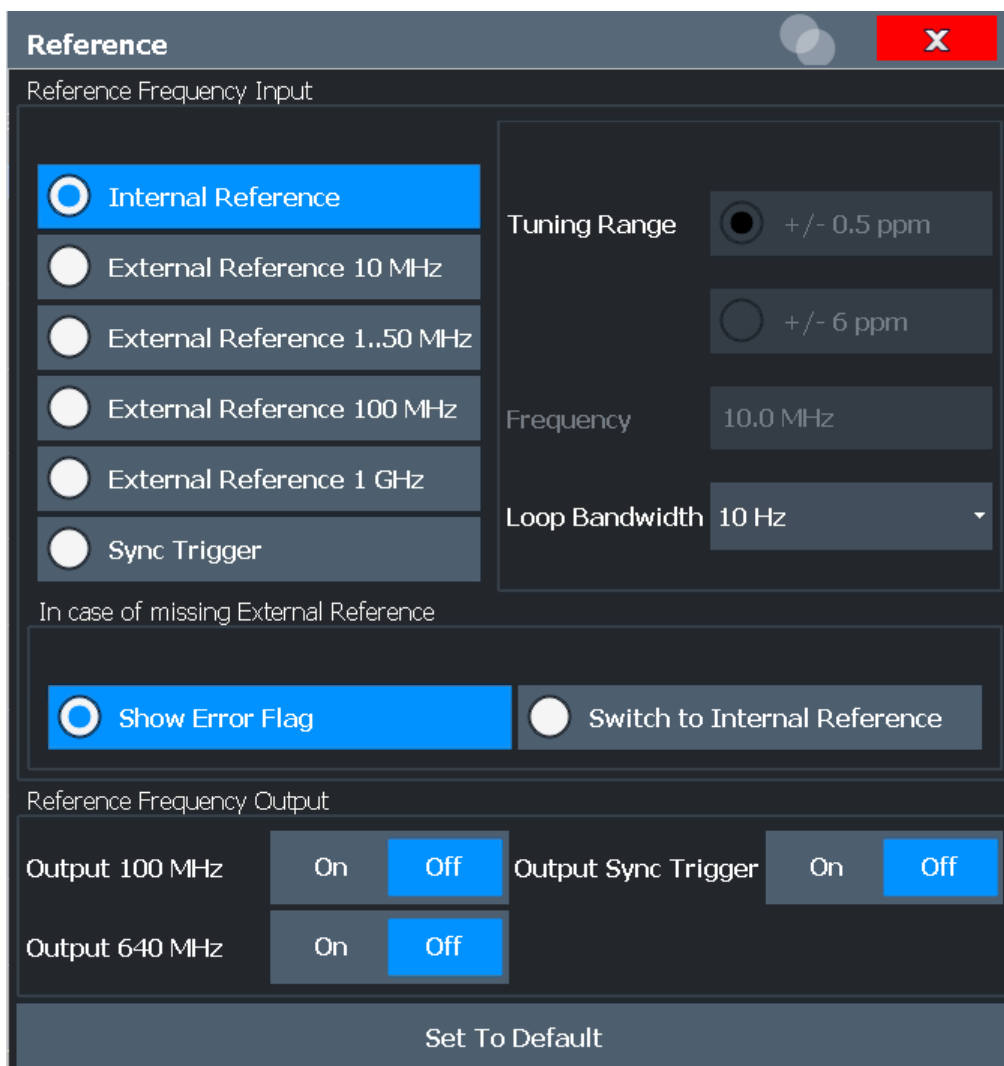 Reference
X
Reference Frequency Input
Internal Reference
External Reference 10 MHz
External Reference 1..50 MHz
External Reference 100 MHz
External Reference 1 GHz
Sync Trigger
Tuning Range
+/- 0.5 ppm
+/- 6 ppm
Frequency 10.0 MHz
Loop Bandwidth 10 Hz
In case of missing External Reference
Show Error Flag
Switch to Internal Reference
Reference Frequency Output
Output 100 MHz On Off
Output Sync Trigger On Off
Output 640 MHz On Off
Set To Default